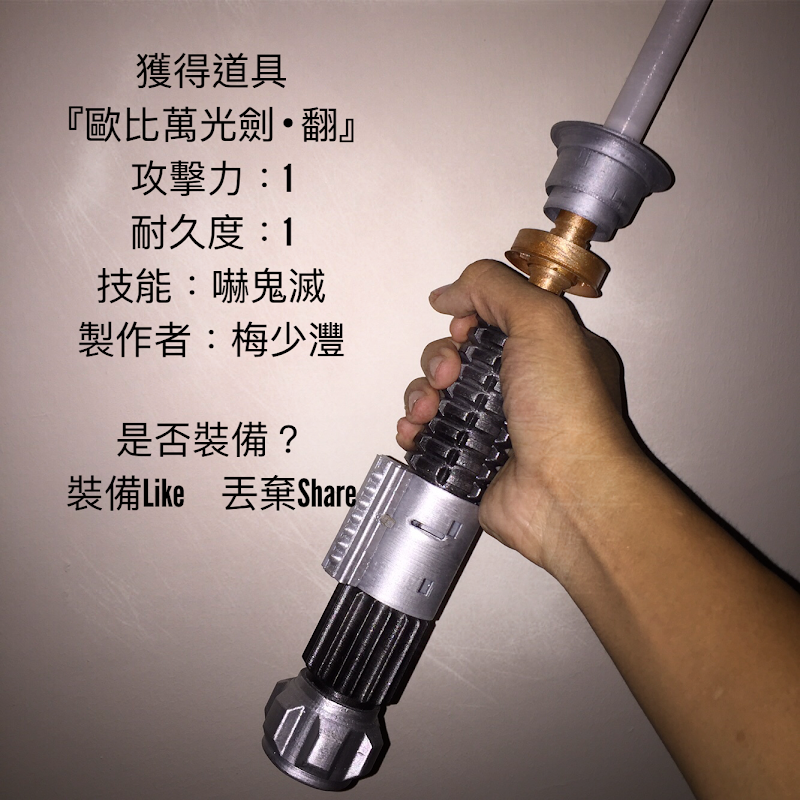 獲得道具
『歐比萬光劍•翻』
攻擊力：1
耐久度：1
技能：嚇鬼滅
製作者：梅少灃
是否裝備？
裝備Like 丟棄Share